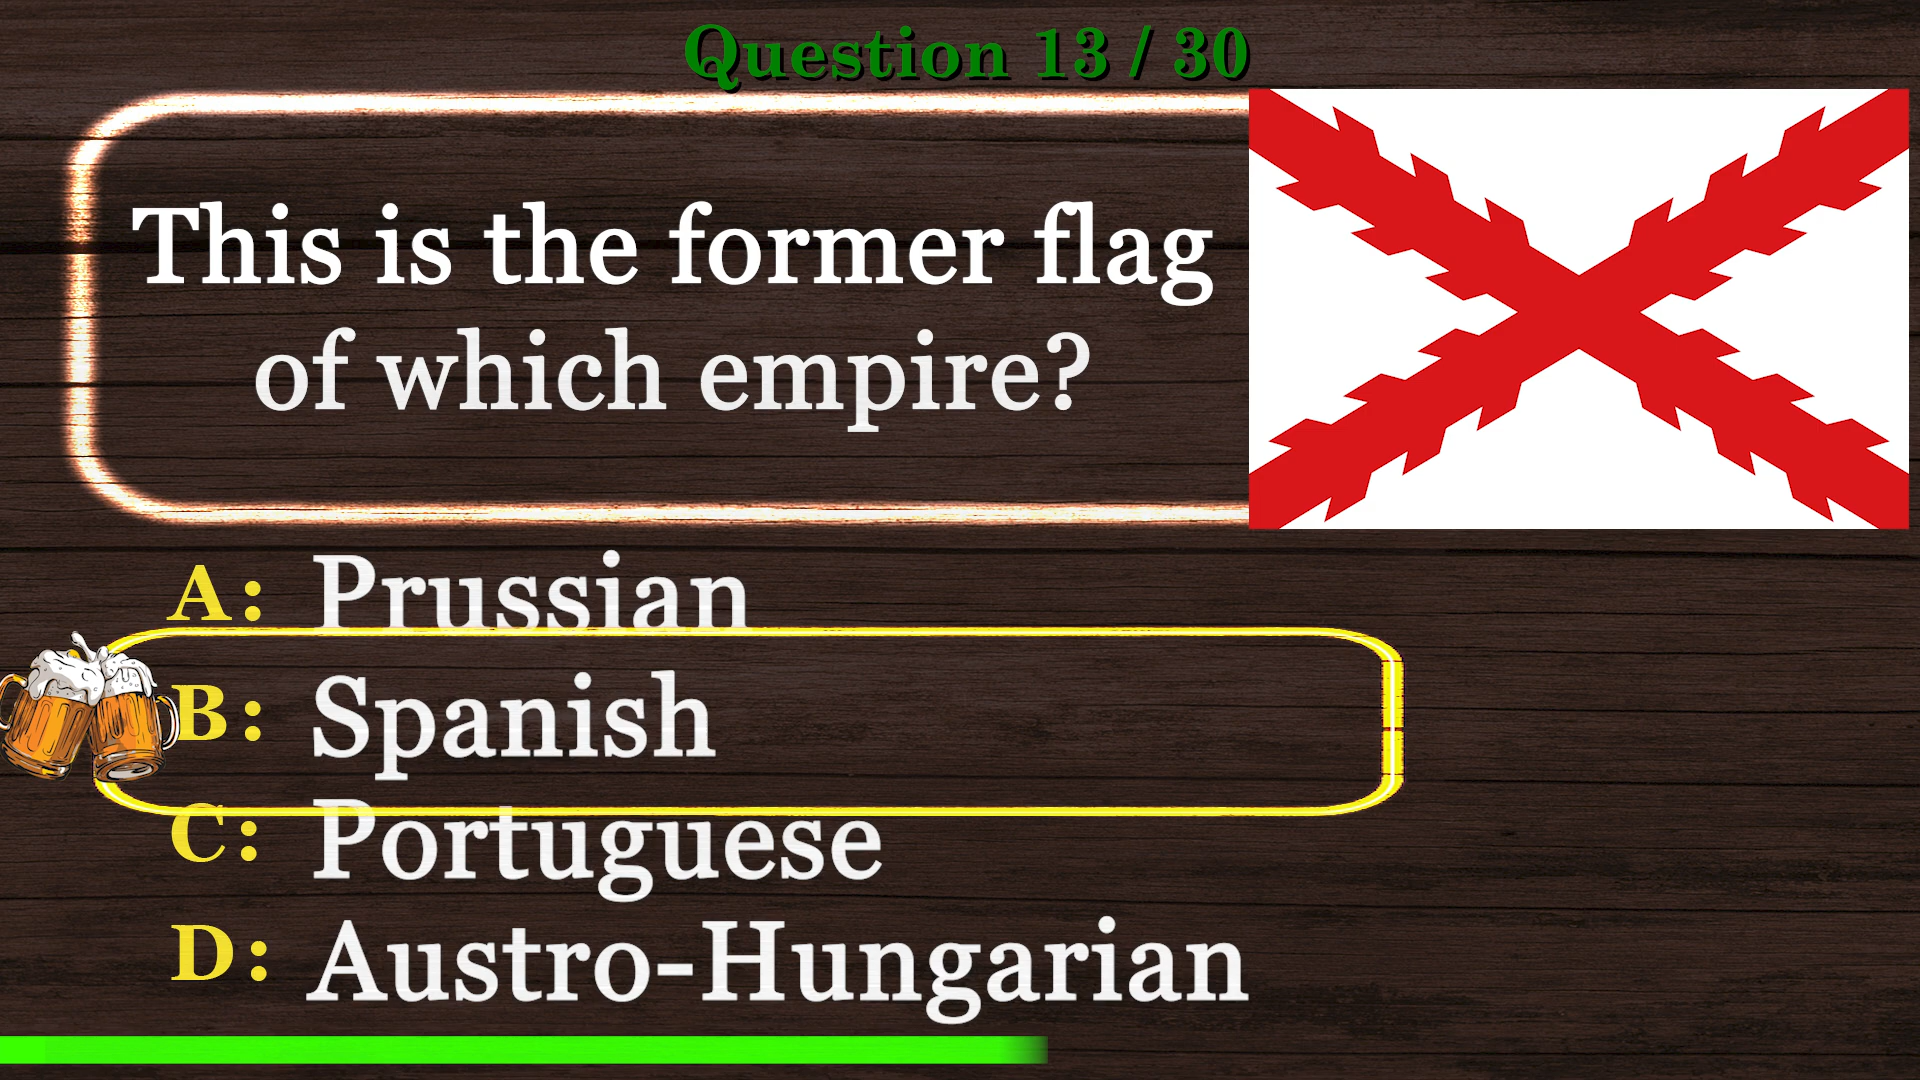 Question 13 / 30
This is the former flag
of which empire?
A: Prussian
B: Spanish
C: Portuguese
D: Austro-Hungarian